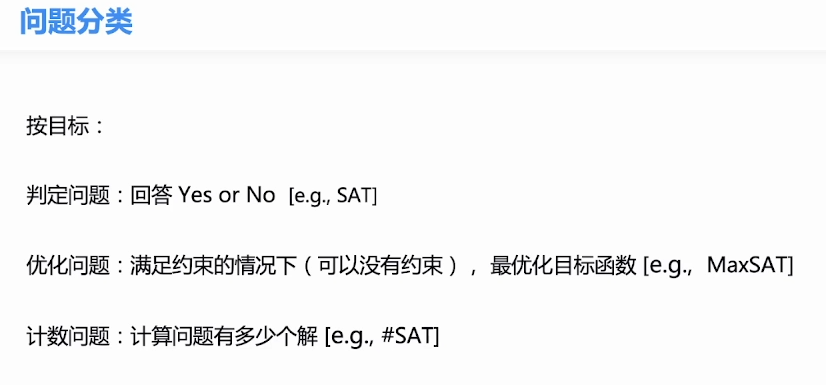 问题分类
按目标：
判定问题：回答 Yes or No [e.g., SAT]
优化问题：满足约束的情况下（可以没有约束），最优化目标函数 [e.g., MaxSAT]
计数问题：计算问题有多少个解 [e.g., #SAT]